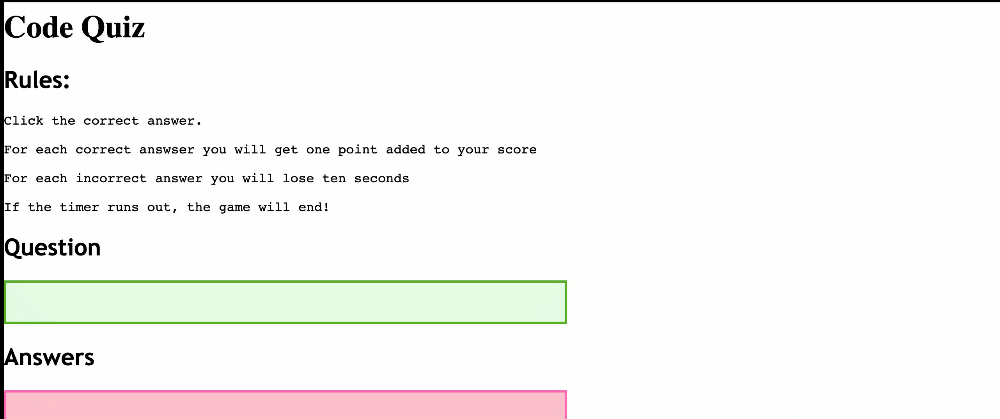 Code Quiz
Rules:
Click the correct answer.
For each correct answser you will get one point added to your score
For each incorrect answer you will lose ten seconds
If the timer runs out, the game will end!
Question
Answers